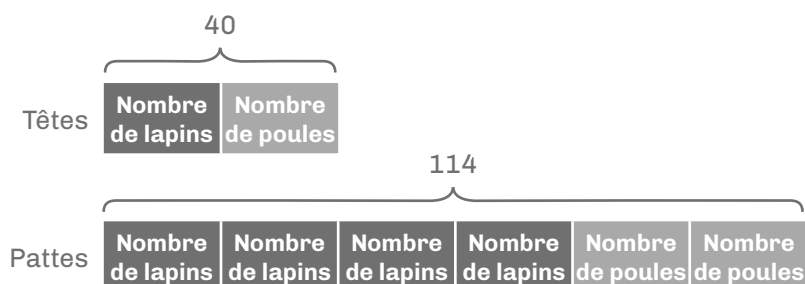 40
Têtes
Nombre de lapins
Nombre de poules
114
Pattes
Nombre de lapins
Nombre de lapins
Nombre de lapins
Nombre de lapins
Nombre de poules
Nombre de poules